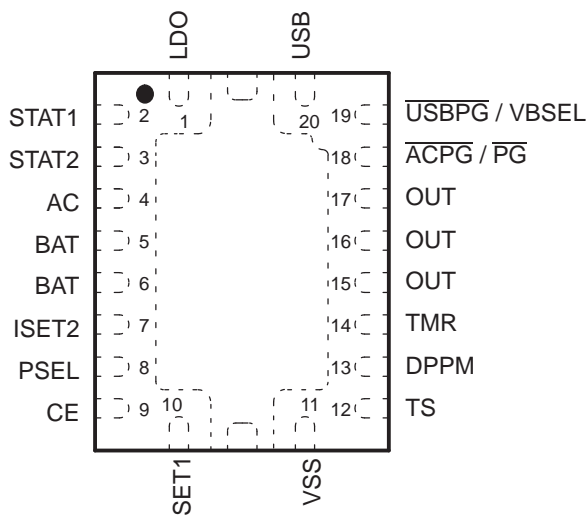 LDO
USB
STAT1 2 1 20 19 USBPG / VBSEL
STAT2 3 18 ACPG / PG
AC 4 17 OUT
BAT 5 16 OUT
BAT 6 15 OUT
ISET2 7 14 TMR
PSEL 8 13 DPPM
CE 9 10 11 12 TS
SET1
VSS